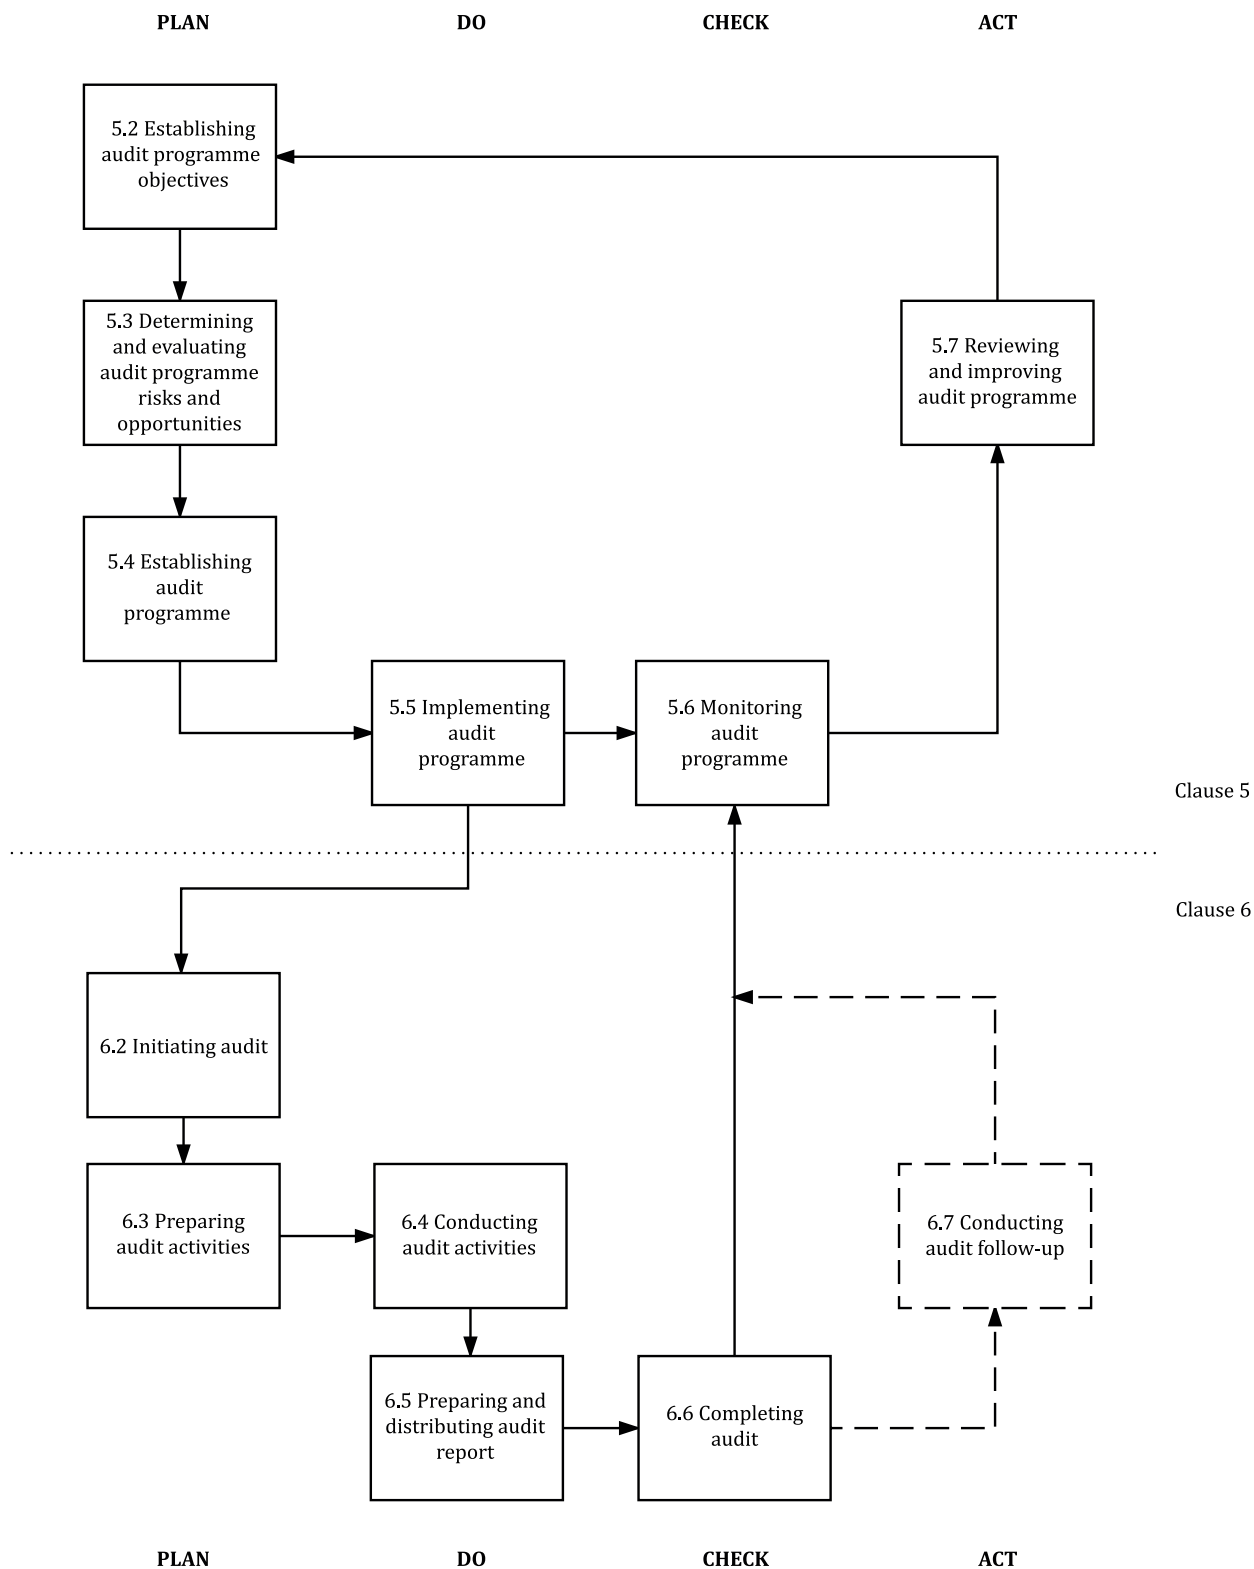 PLAN
DO
CHECK
ACT
5.2 Establishing
audit programme
objectives
5.3 Determining
and evaluating
audit programme
risks and
opportunities
5.7 Reviewing
and improving
audit programme
5.4 Establishing
audit
programme
5.5 Implementing
audit
programme
5.6 Monitoring
audit
programme
Clause 5
Clause 6
6.2 Initiating audit
6.3 Preparing
audit activities
6.4 Conducting
audit activities
6.7 Conducting
audit follow-up
6.5 Preparing and
distributing audit
report
6.6 Completing
audit
PLAN
DO
CHECK
ACT